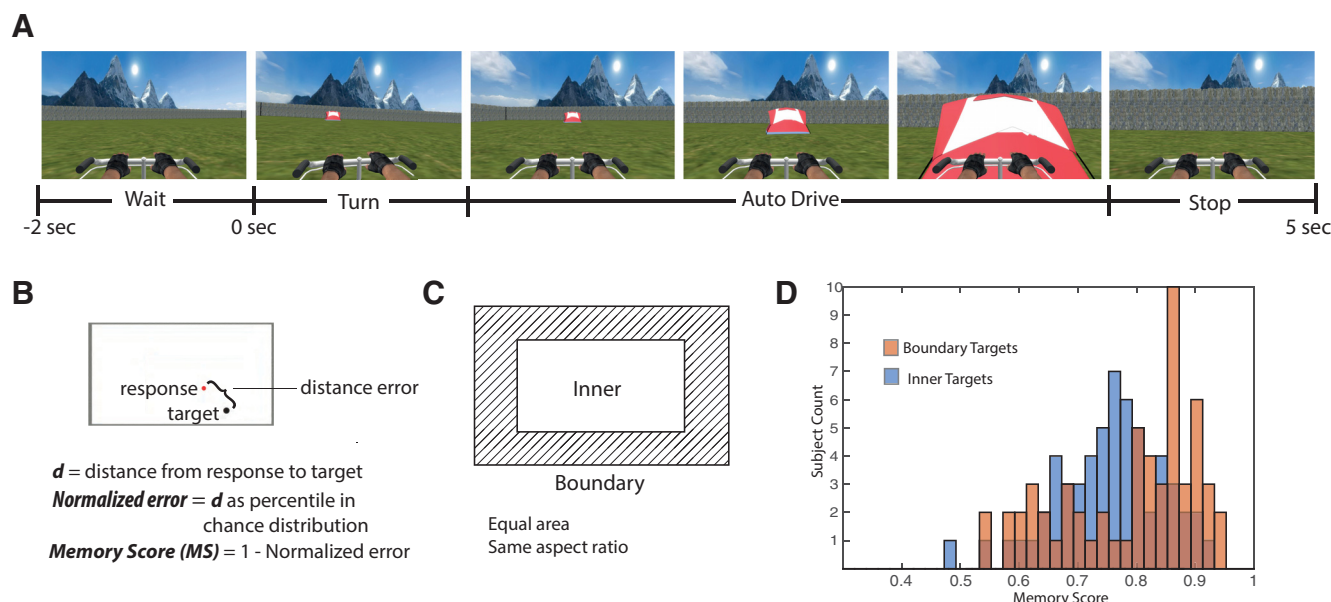 A
Wait
Turn
Auto Drive
Stop
-2 sec
0 sec
5 sec
B
response
distance error
target
d = distance from response to target
Normalized error = d as percentile in
chance distribution
Memory Score (MS) = 1 - Normalized error
C
Inner
Boundary
Equal area
Same aspect ratio
D
10
9
8
7
6
5
4
3
2
1
Subject Count
Boundary Targets
Inner Targets
0.4 0.5 0.6 0.7 0.8 0.9 1
Memory Score